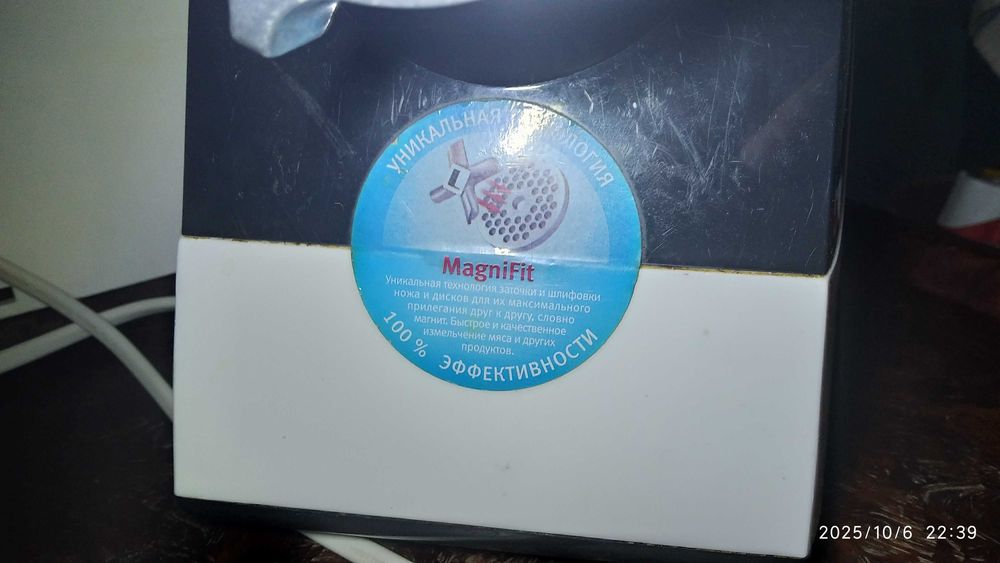 УНИКАЛЬНАЯ
MagniFit
Уникальная технология заточки и шлифовки
ножа и дисков для их максимального
прилегания друг к другу, словно
магнит. Быстрое и качественное
измельчение мяса и других
продуктов.
100 % ЭФФЕКТИВНОСТИ
2025/10/6 22:39